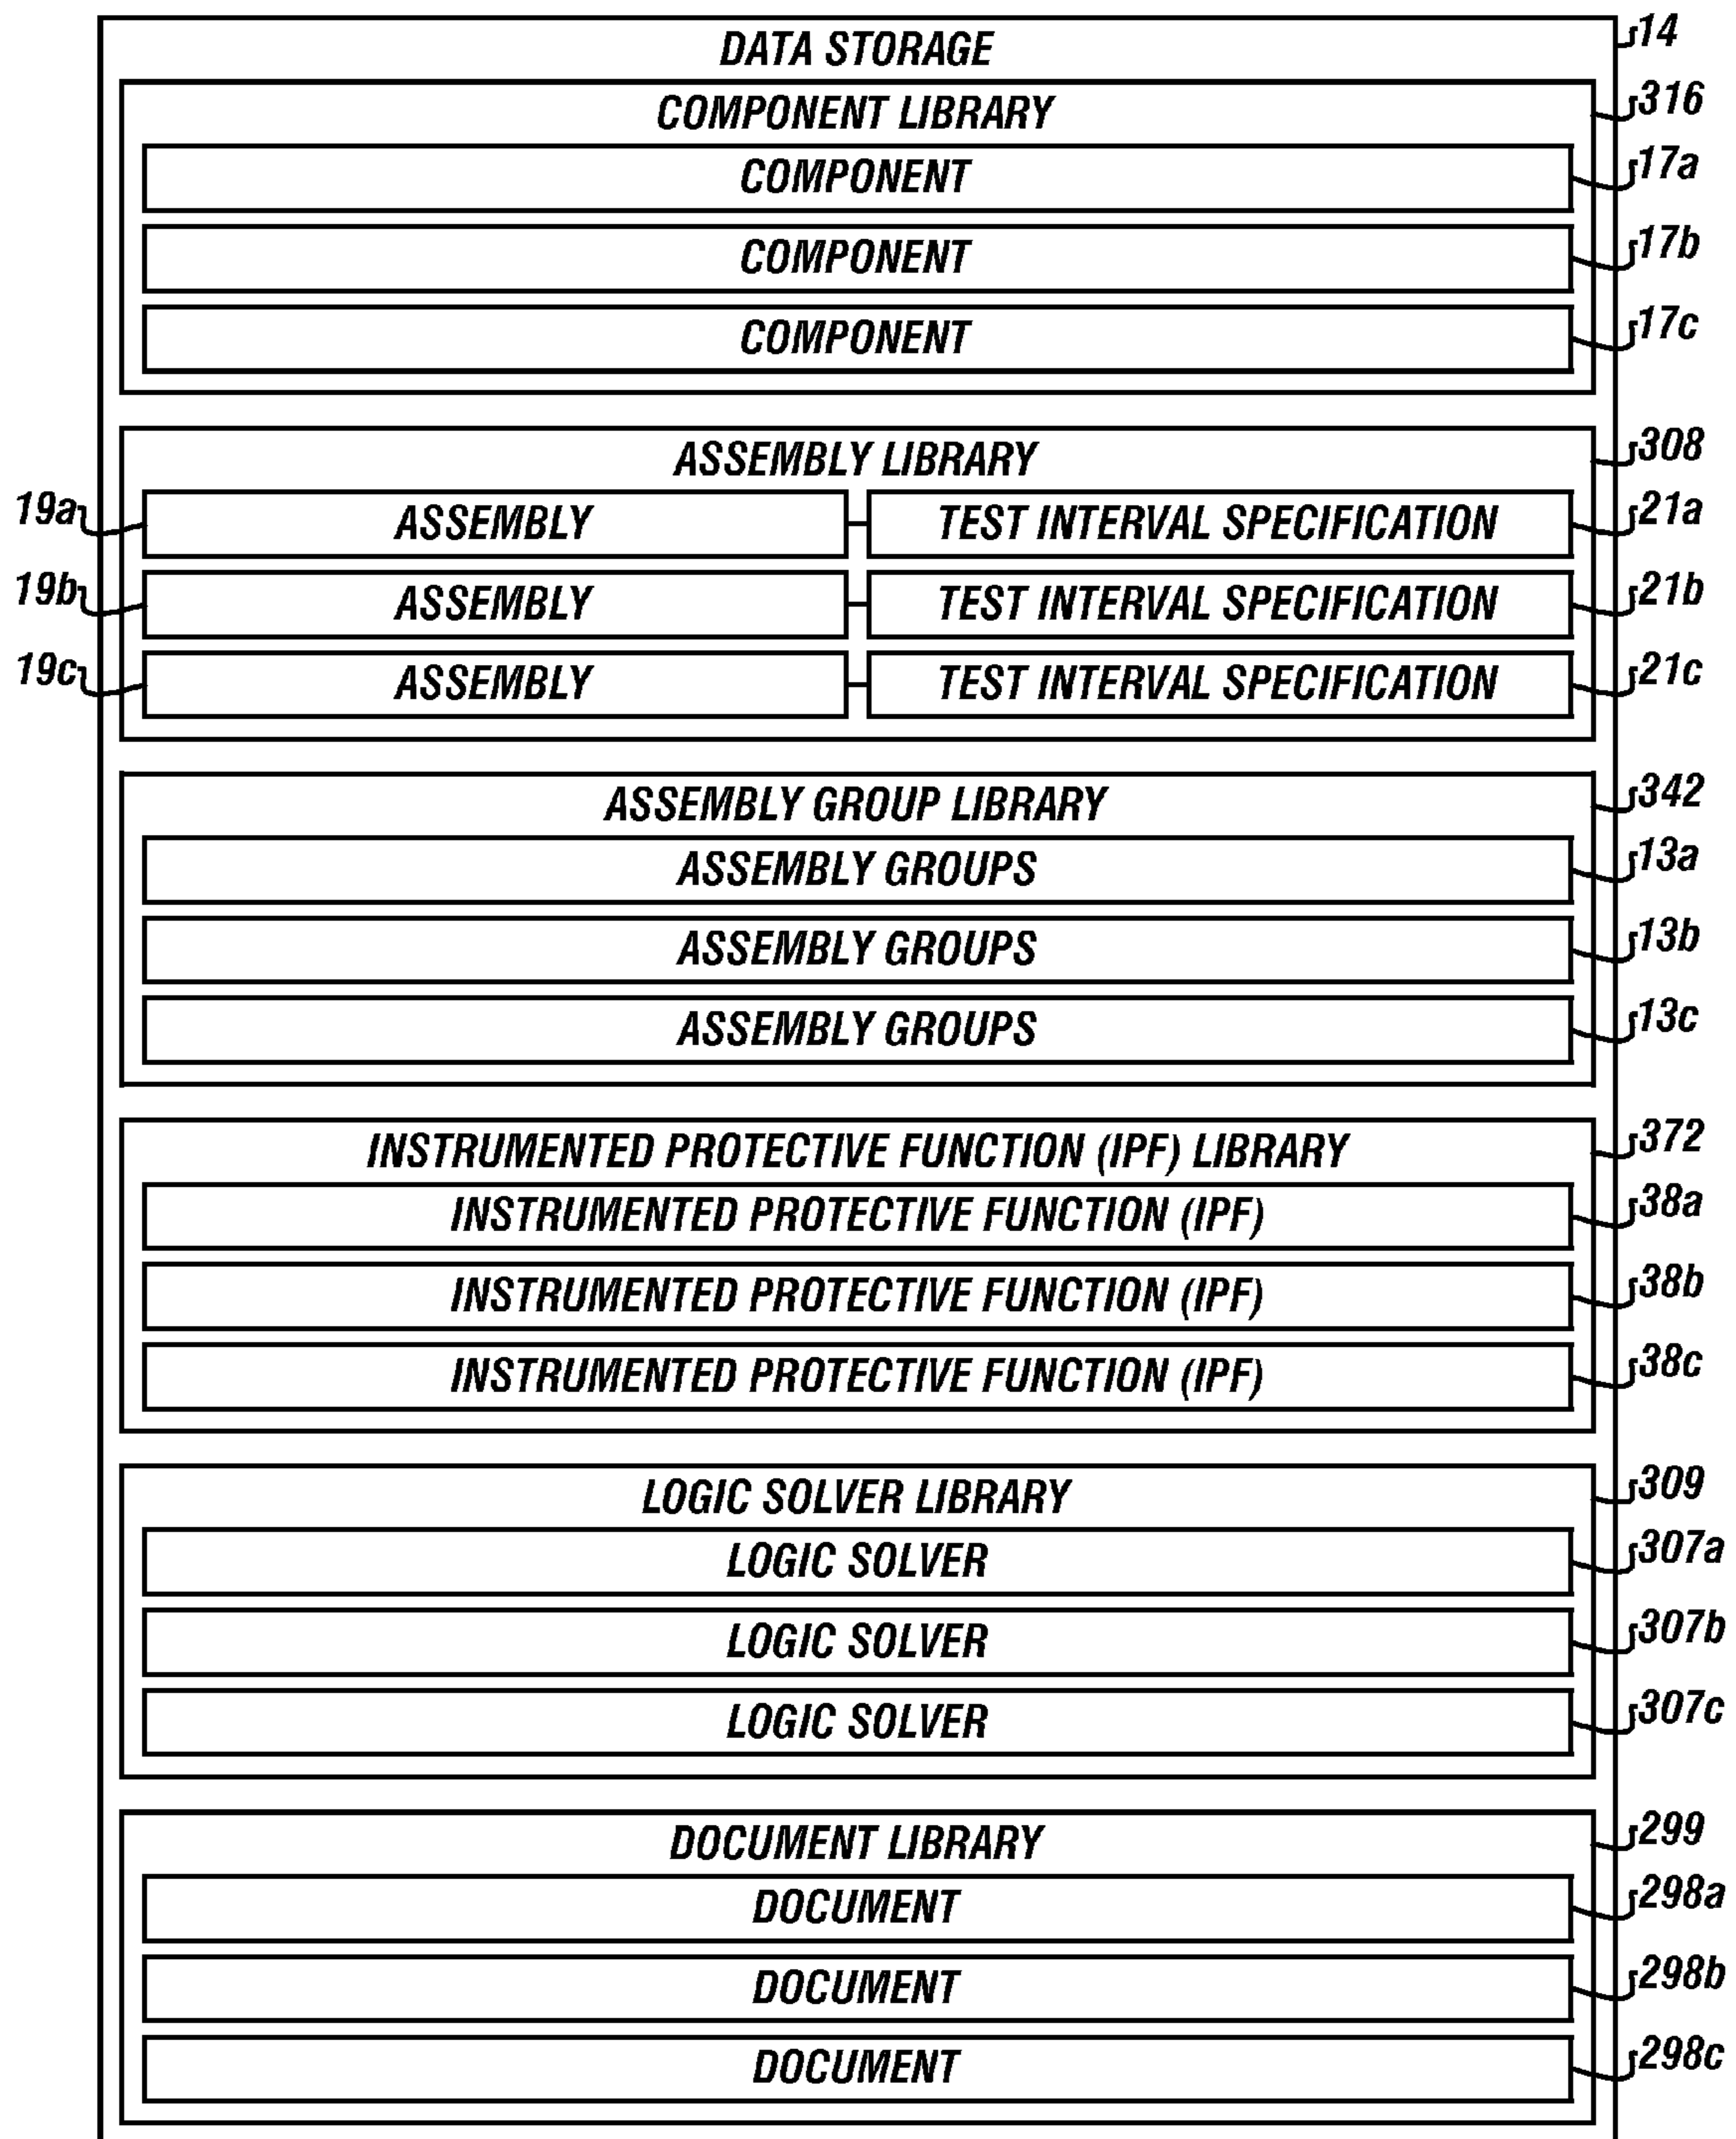 DATA STORAGE 14
COMPONENT LIBRARY 316
COMPONENT 17a
COMPONENT 17b
COMPONENT 17c
ASSEMBLY LIBRARY 308
19a ASSEMBLY TEST INTERVAL SPECIFICATION 21a
19b ASSEMBLY TEST INTERVAL SPECIFICATION 21b
19c ASSEMBLY TEST INTERVAL SPECIFICATION 21c
ASSEMBLY GROUP LIBRARY 342
ASSEMBLY GROUPS 13a
ASSEMBLY GROUPS 13b
ASSEMBLY GROUPS 13c
INSTRUMENTED PROTECTIVE FUNCTION (IPF) LIBRARY 372
INSTRUMENTED PROTECTIVE FUNCTION (IPF) 38a
INSTRUMENTED PROTECTIVE FUNCTION (IPF) 38b
INSTRUMENTED PROTECTIVE FUNCTION (IPF) 38c
LOGIC SOLVER LIBRARY 309
LOGIC SOLVER 307a
LOGIC SOLVER 307b
LOGIC SOLVER 307c
DOCUMENT LIBRARY 299
DOCUMENT 298a
DOCUMENT 298b
DOCUMENT 298c